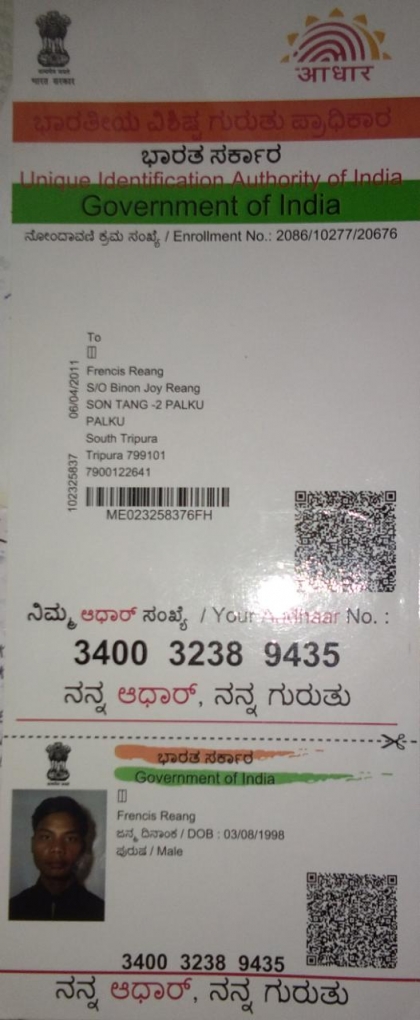 आधार
ಭಾರತೀಯ ವಿಶಿಷ್ಟ ಗುರುತು ಪ್ರಾಧಿಕಾರ
ಭಾರತ ಸರ್ಕಾರ
Unique Identification Authority of India
Government of India
ನೋಂದಾವಣಿ ಕ್ರಮ ಸಂಖ್ಯೆ / Enrollment No.: 2086/10277/20676
To
Frencis Reang
S/O Binon Joy Reang
SON TANG -2 PALKU
PALKU
South Tripura
Tripura 799101
7900122641
06/04/2011
102325837
ME023258376FH
ನಿಮ್ಮ ಆಧಾರ್ ಸಂಖ್ಯೆ / Your Aadhaar No. :
3400 3238 9435
ನನ್ನ ಆಧಾರ್, ನನ್ನ ಗುರುತು
ಭಾರತ ಸರ್ಕಾರ
Government of India
Frencis Reang
ಜನ್ಮ ದಿನಾಂಕ / DOB : 03/08/1998
ಪುರುಷ / Male
3400 3238 9435
ನನ್ನ ಆಧಾರ್, ನನ್ನ ಗುರುತು